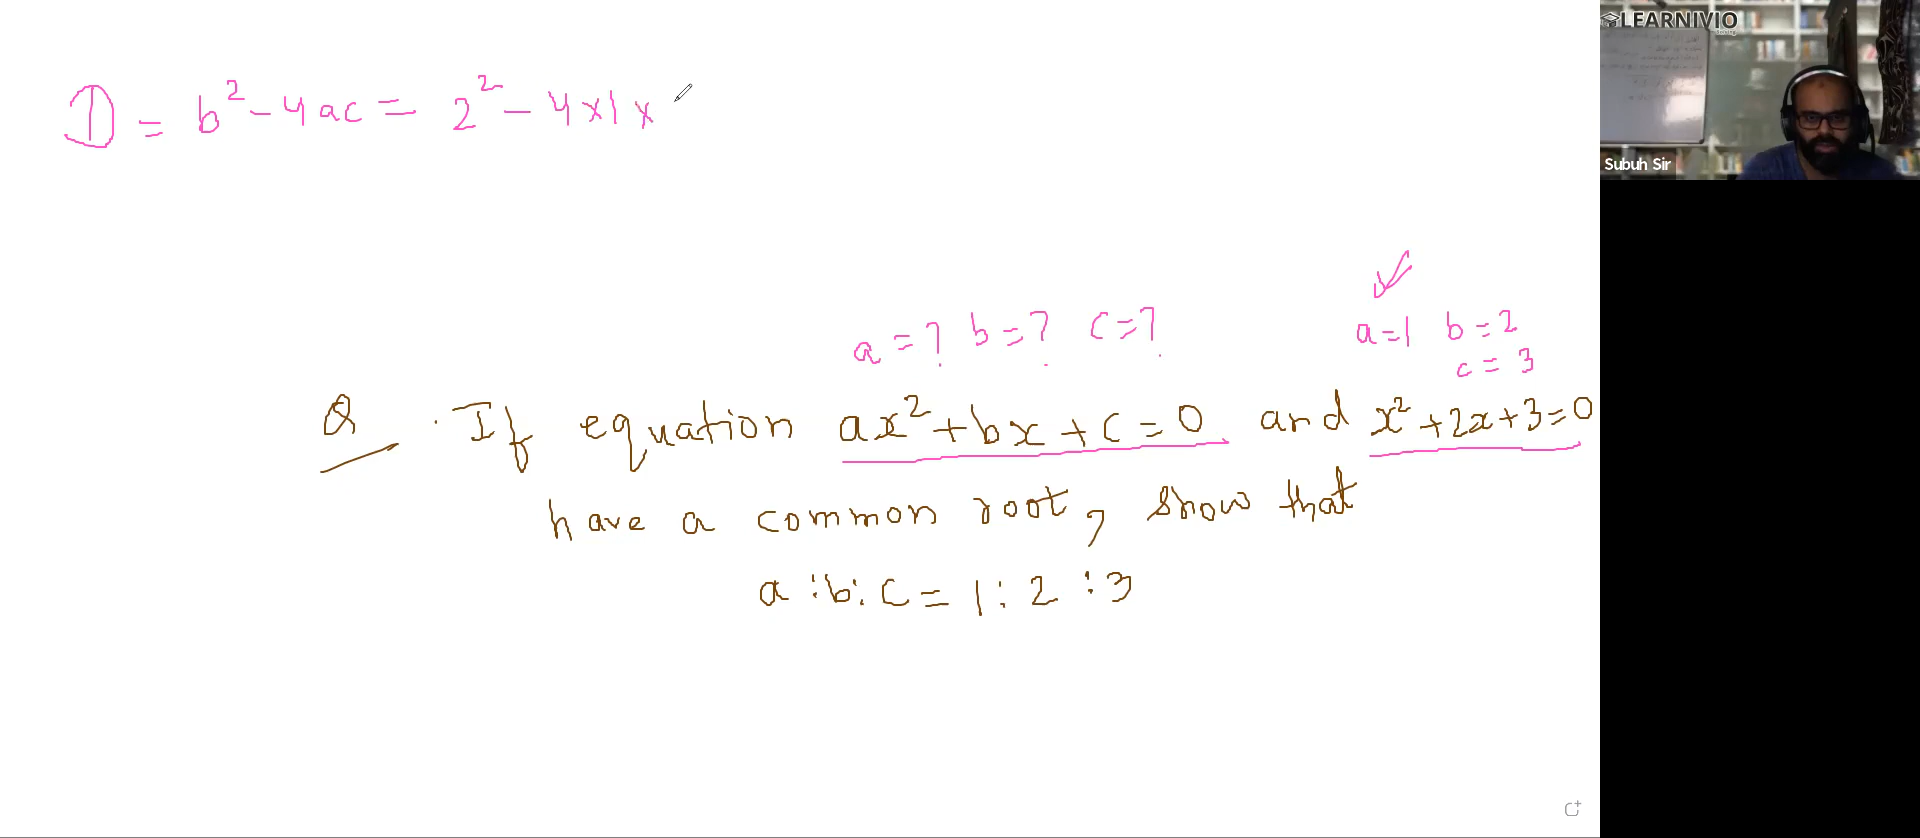 LEARNIVIO
D = b² - 4ac = 2² - 4 x 1 x
Subuh Sir
a = ? b = ? c = ? a=1 b = 2
c = 3
Q. If equation ax² + bx + c = 0 and x² + 2x + 3 = 0
have a common root, show that
a : b : c = 1 : 2 : 3